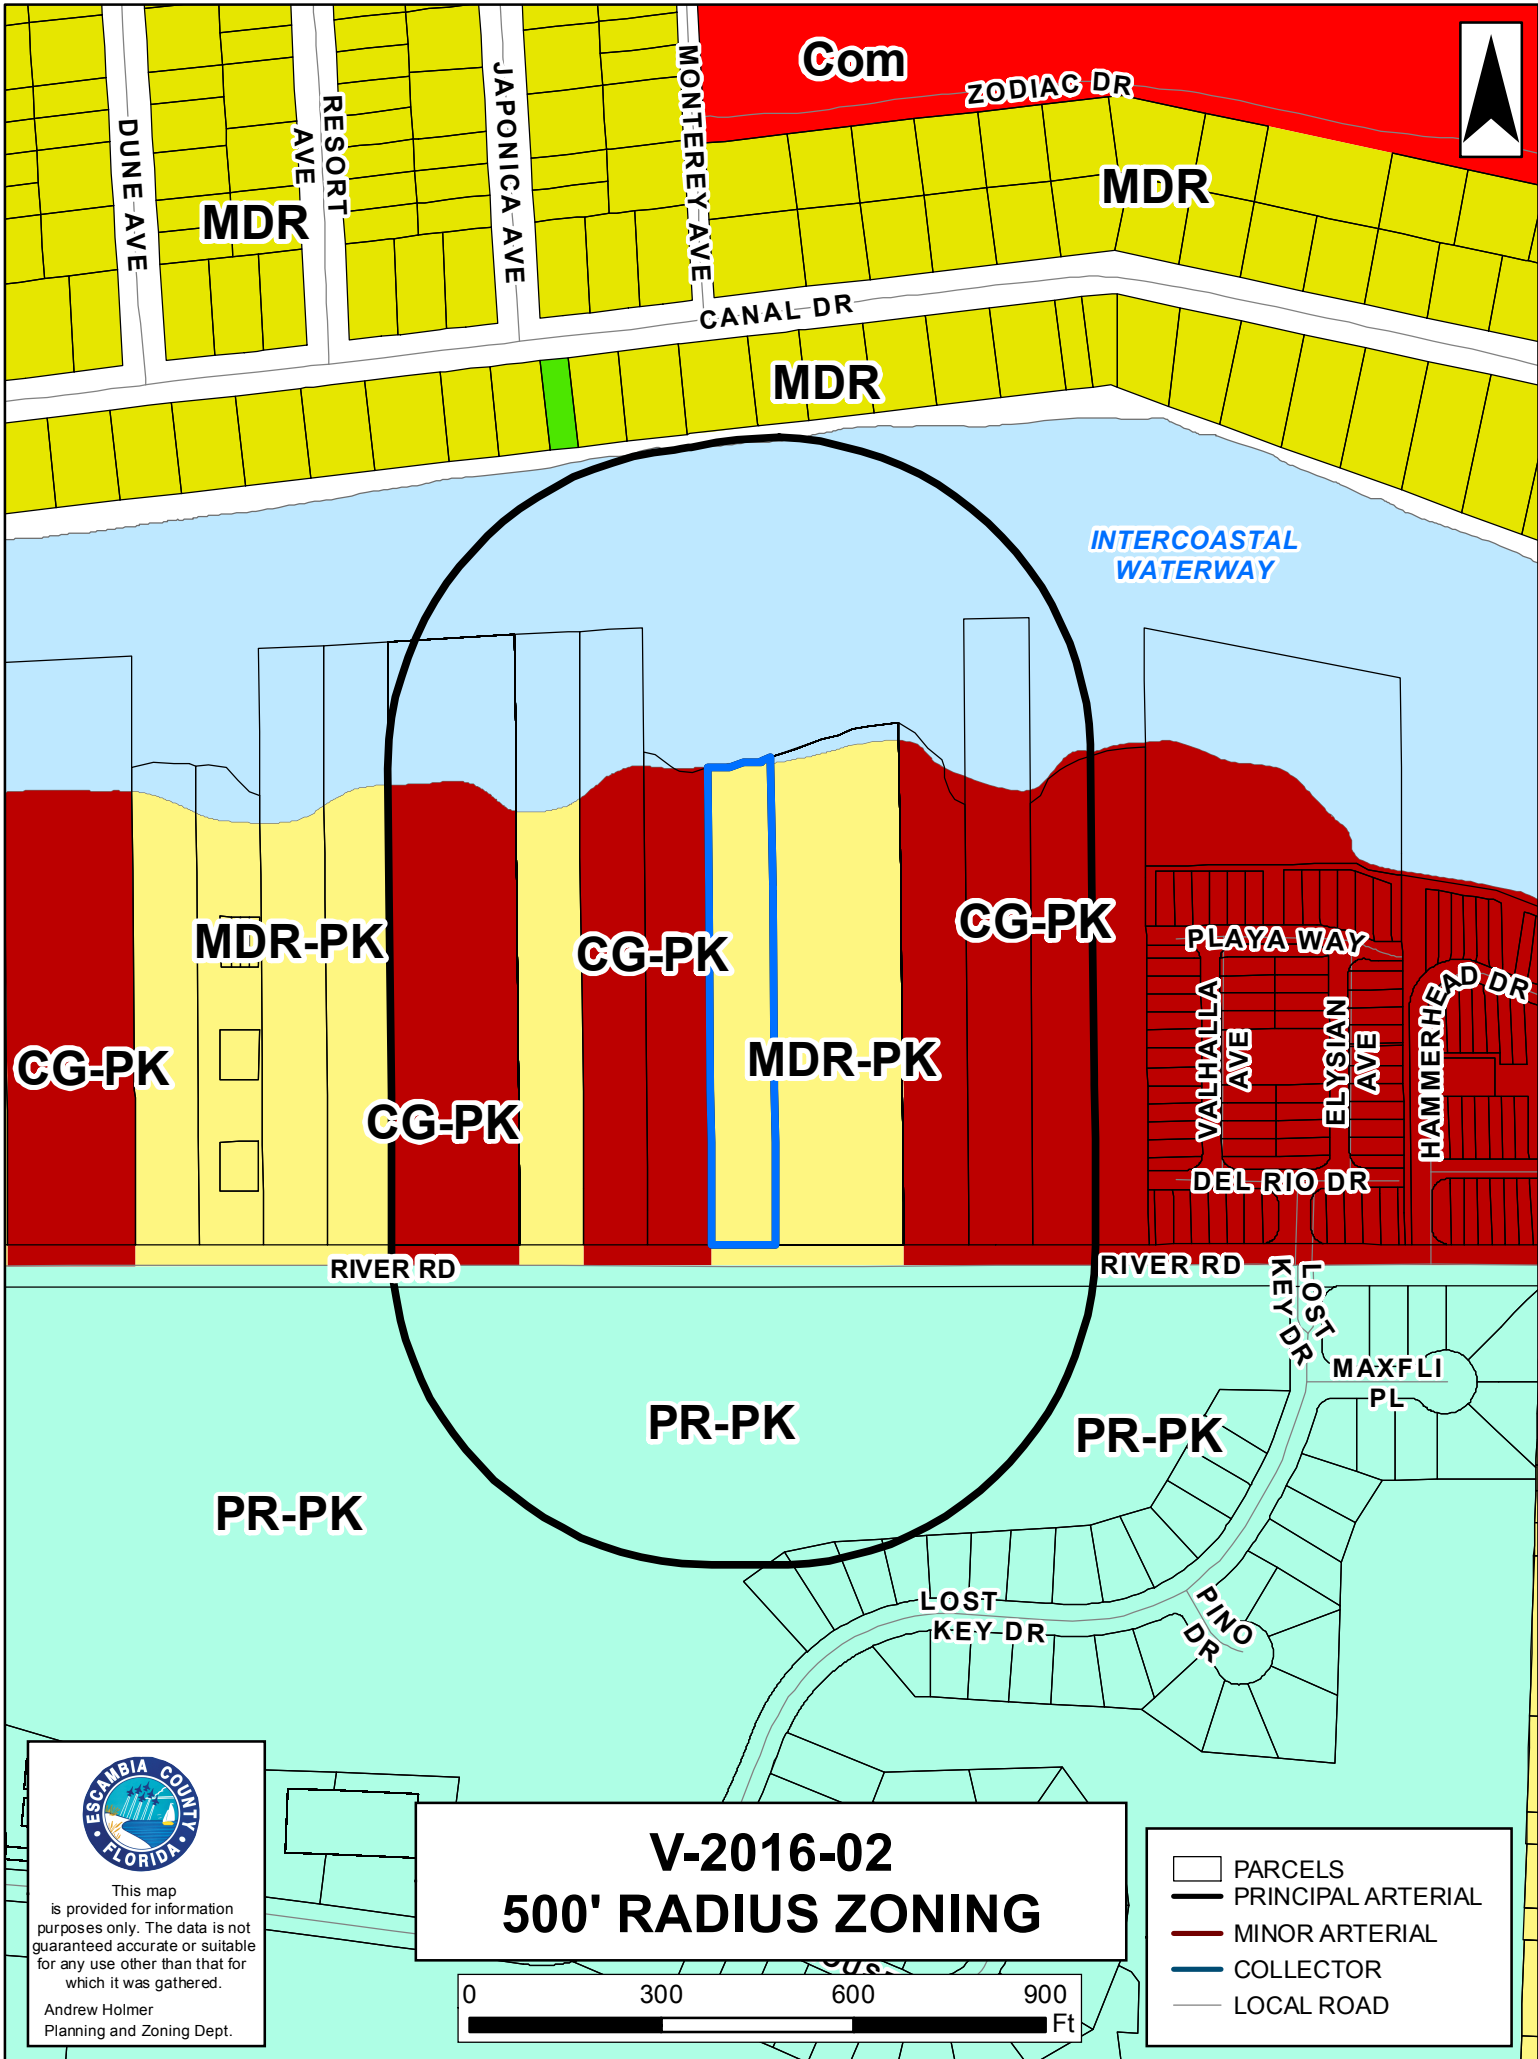 Com
ZODIAC DR
DUNE AVE
RESORT
AVE
JAPONICA AVE
MONTEREY AVE
MDR
MDR
CANAL DR
MDR
INTERCOASTAL
WATERWAY
MDR-PK
CG-PK
CG-PK
CG-PK
CG-PK
MDR-PK
PLAYA WAY
VALHALLA
AVE
ELYSIAN
AVE
HAMMERHEAD DR
DEL RIO DR
RIVER RD
RIVER RD
LOST
KEY DR
MAXFLI
PL
PR-PK
PR-PK
PR-PK
LOST
KEY DR
PINO
DR
ESCAMBIA COUNTY
FLORIDA
This map
is provided for information
purposes only. The data is not
guaranteed accurate or suitable
for any use other than that for
which it was gathered.
Andrew Holmer
Planning and Zoning Dept.
V-2016-02
500' RADIUS ZONING
0 300 600 900
Ft
PARCELS
PRINCIPAL ARTERIAL
MINOR ARTERIAL
COLLECTOR
LOCAL ROAD